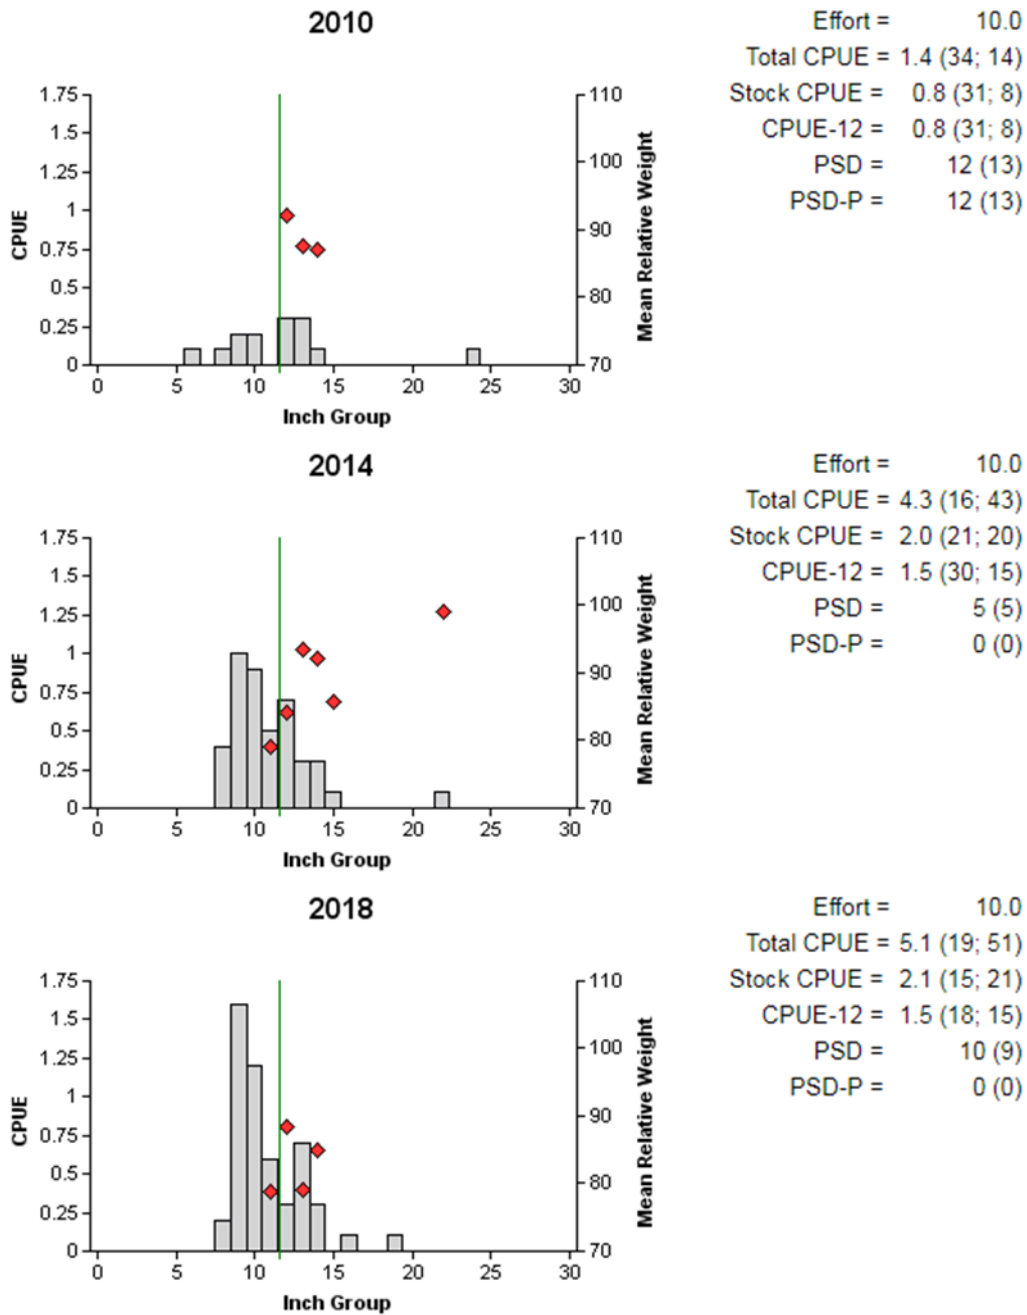 2010
Effort = 10.0
Total CPUE = 1.4 (34; 14)
Stock CPUE = 0.8 (31; 8)
CPUE-12 = 0.8 (31; 8)
PSD = 12 (13)
PSD-P = 12 (13)
1.75
1.5
1.25
1
0.75
0.5
0.25
0
CPUE
110
100
90
80
70
Mean Relative Weight
0 5 10 15 20 25 30
Inch Group
2014
Effort = 10.0
Total CPUE = 4.3 (16; 43)
Stock CPUE = 2.0 (21; 20)
CPUE-12 = 1.5 (30; 15)
PSD = 5 (5)
PSD-P = 0 (0)
1.75
1.5
1.25
1
0.75
0.5
0.25
0
CPUE
110
100
90
80
70
Mean Relative Weight
0 5 10 15 20 25 30
Inch Group
2018
Effort = 10.0
Total CPUE = 5.1 (19; 51)
Stock CPUE = 2.1 (15; 21)
CPUE-12 = 1.5 (18; 15)
PSD = 10 (9)
PSD-P = 0 (0)
1.75
1.5
1.25
1
0.75
0.5
0.25
0
CPUE
110
100
90
80
70
Mean Relative Weight
0 5 10 15 20 25 30
Inch Group